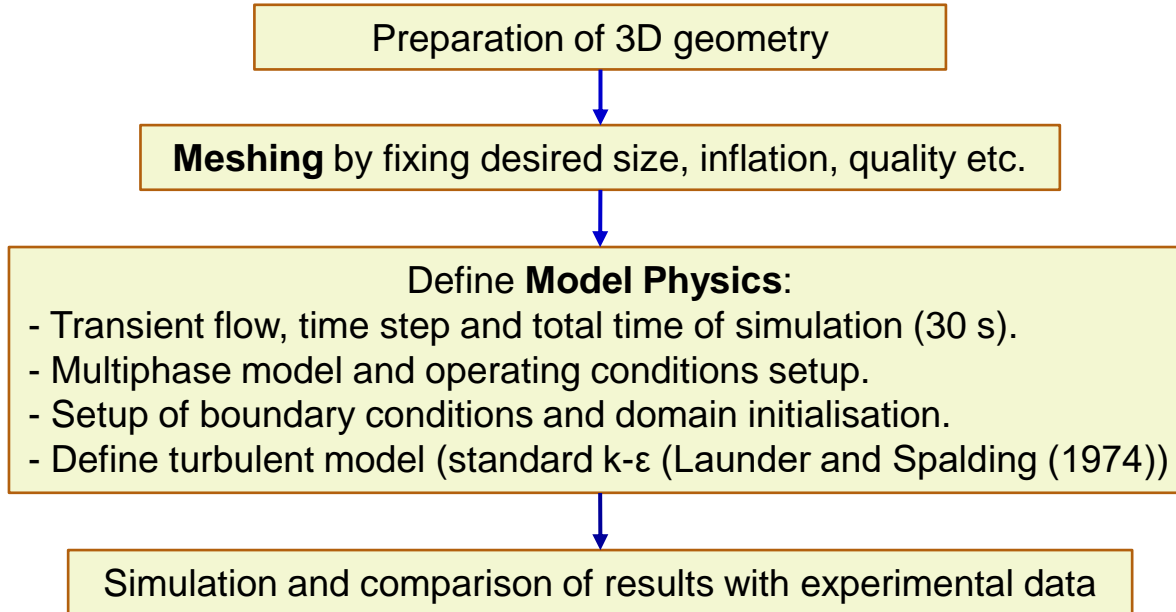 Preparation of 3D geometry
Meshing by fixing desired size, inflation, quality etc.
Define Model Physics:
- Transient flow, time step and total time of simulation (30 s).
- Multiphase model and operating conditions setup.
- Setup of boundary conditions and domain initialisation.
- Define turbulent model (standard k-ε (Launder and Spalding (1974))
Simulation and comparison of results with experimental data